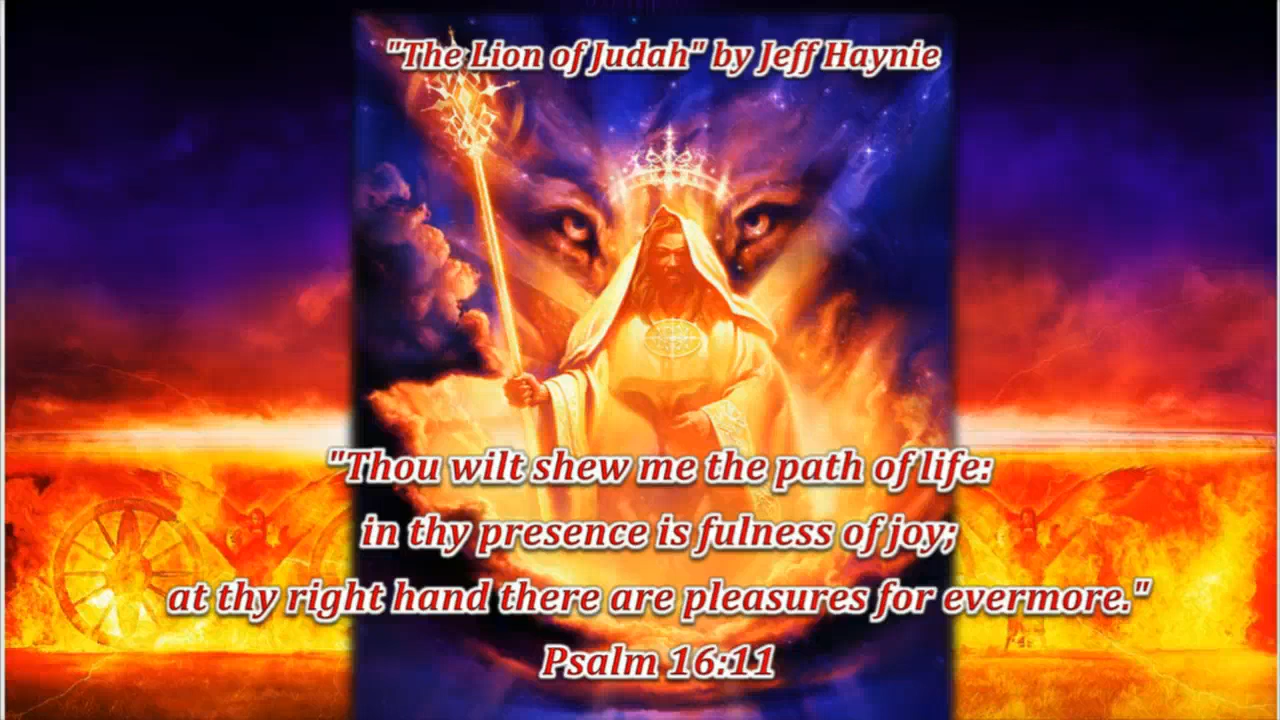 "The Lion of Judah" by Jeff Haynie
"Thou wilt shew me the path of life:
in thy presence is fulness of joy;
at thy right hand there are pleasures for evermore."
Psalm 16:11